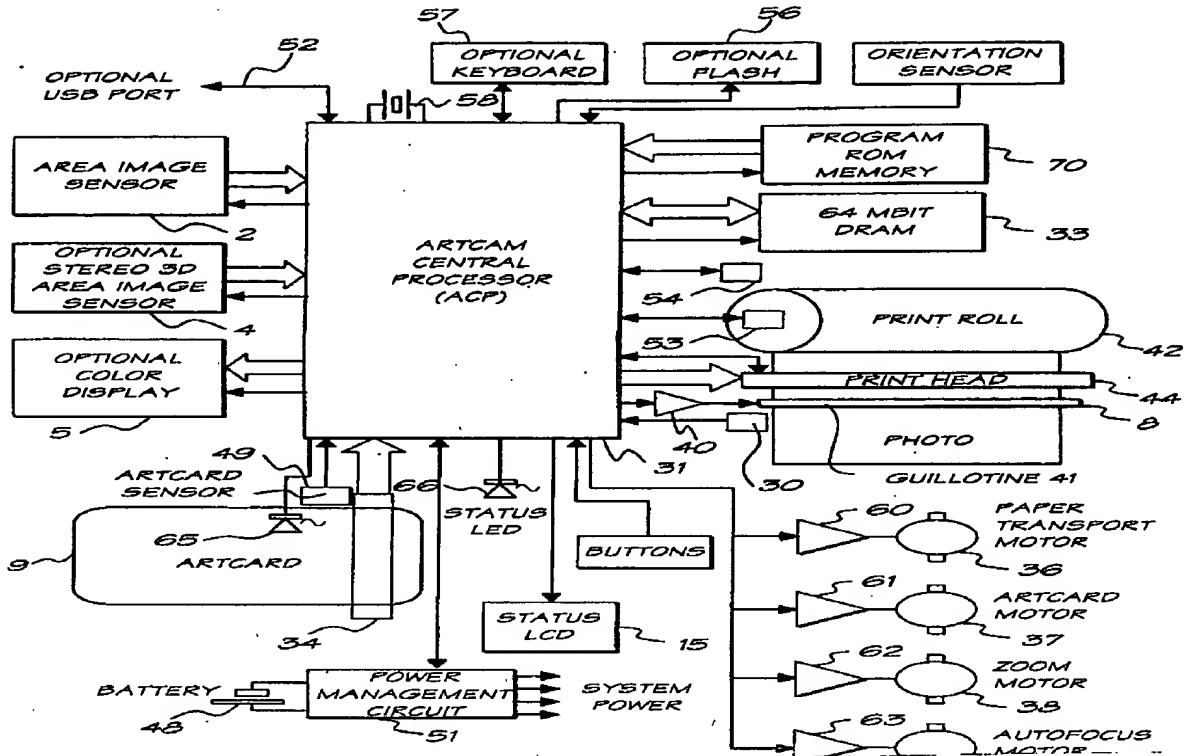 57
56
52
OPTIONAL
USB PORT
OPTIONAL
KEYBOARD
OPTIONAL
FLASH
ORIENTATION
SENSOR
58
AREA IMAGE
SENSOR
2
PROGRAM
ROM
MEMORY
70
64 MBIT
DRAM
33
OPTIONAL
STEREO 3D
AREA IMAGE
SENSOR
4
ARTCAM
CENTRAL
PROCESSOR
(ACP)
54
53
PRINT ROLL
42
OPTIONAL
COLOR
DISPLAY
5
PRINT HEAD
44
40
8
31
30
PHOTO
GUILLOTINE 41
49
ARTCARD
SENSOR
66
STATUS
LED
65
ARTCARD
9
34
BUTTONS
STATUS
LCD
15
60
PAPER
TRANSPORT
MOTOR
36
61
ARTCARD
MOTOR
37
62
ZOOM
MOTOR
38
63
AUTOFOCUS
MOTOR
BATTERY
48
POWER
MANAGEMENT
CIRCUIT
51
SYSTEM
POWER